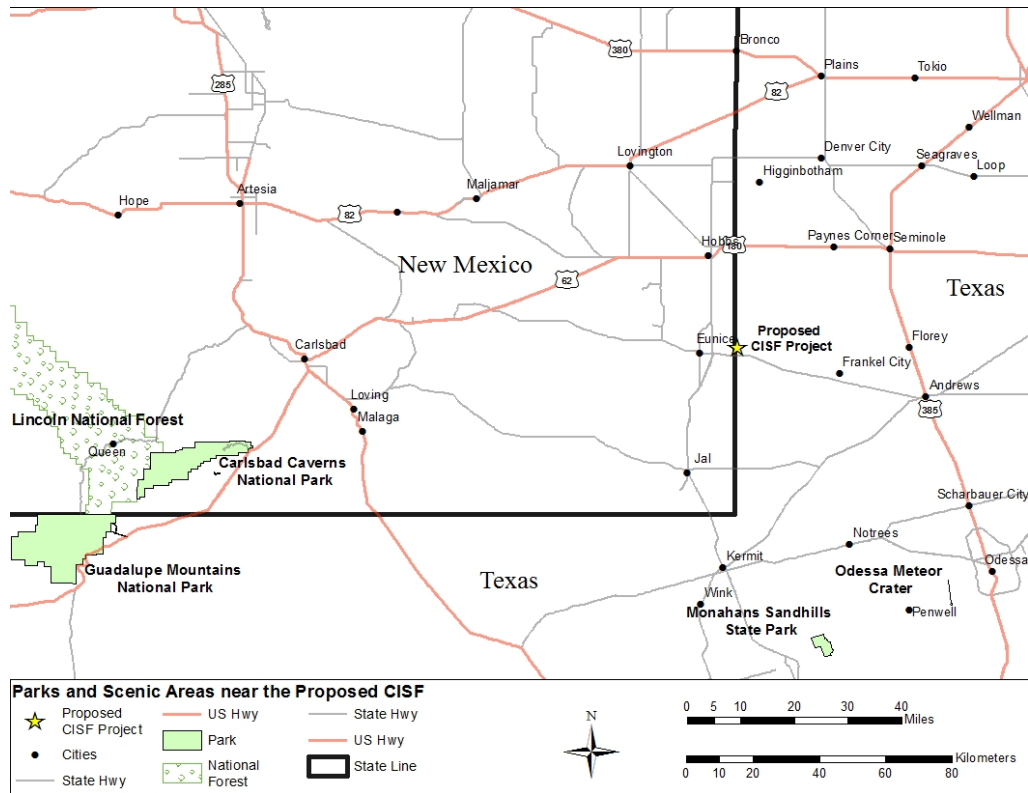 Bronco
380
Plains
Tokio
285
82
Wellman
Lovington
Denver City
Seagraves
Higginbotham
Loop
Maljamar
Artesia
Hope
82
Hobbs
180
Paynes Corner
Seminole
New Mexico
62
Texas
Proposed
CISF Project
Eunice
Florey
Carlsbad
Frankel City
Loving
Andrews
385
Malaga
Lincoln National Forest
Queen
Carlsbad Caverns
National Park
Jal
Scharbauer City
Notrees
Guadalupe Mountains
National Park
Texas
Kermit
Odessa Meteor
Crater
Odessa
Wink
Monahans Sandhills
State Park
Penwell
Parks and Scenic Areas near the Proposed CISF
Proposed
CISF Project
Cities
State Hwy
US Hwy
Park
National
Forest
State Hwy
US Hwy
State Line
N
0 5 10 20 30 40
Miles
Kilometers
0 10 20 40 60 80